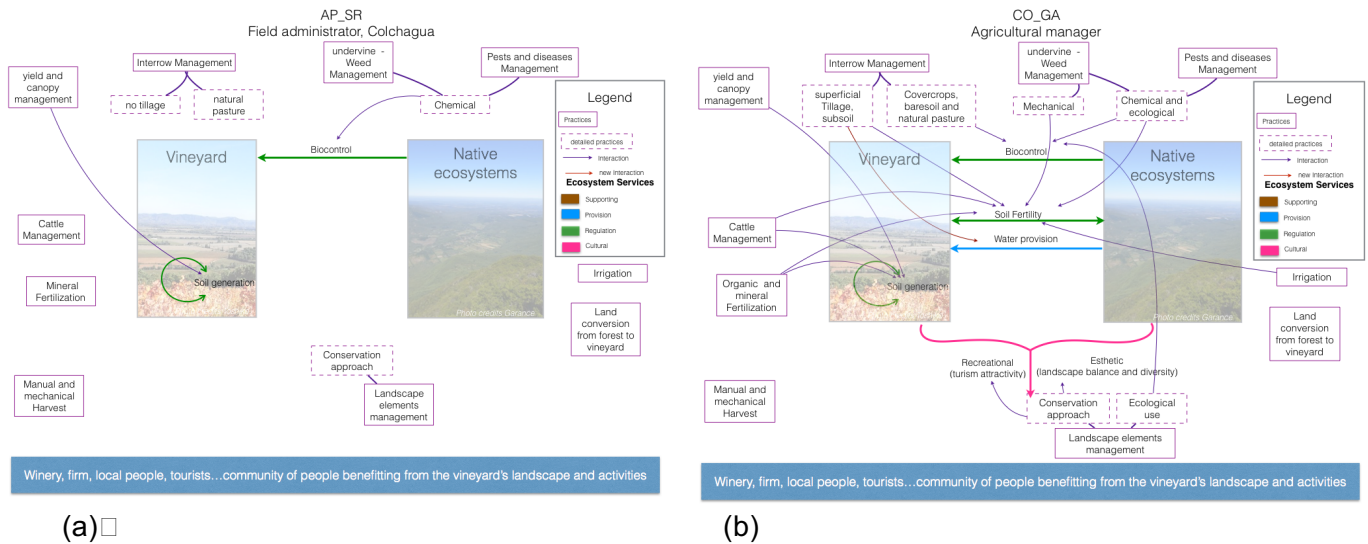 AP_SR
Field administrator, Colchagua
yield and
canopy
management
Interrow Management
no tillage
natural
pasture
undervine -
Weed
Management
Pests and diseases
Management
Chemical
Legend
Practices
detailed practices
Interaction
new Interaction
Ecosystem Services
Supporting
Provision
Regulation
Cultural
Vineyard
Biocontrol
Native
ecosystems
Cattle
Management
Mineral
Fertilization
Soil generation
Photo credits Garance
Irrigation
Land
conversion
from forest to
vineyard
Conservation
approach
Landscape
elements
management
Manual and
mechanical
Harvest
Winery, firm, local people, tourists…community of people benefitting from the vineyard's landscape and activities
(a)
CO_GA
Agricultural manager
yield and
canopy
management
Interrow Management
superficial
Tillage,
subsoil
Covercrops,
baresoil and
natural pasture
undervine -
Weed
Management
Mechanical
Pests and diseases
Management
Chemical and
ecological
Legend
Practices
detailed practices
Interaction
new Interaction
Ecosystem Services
Supporting
Provision
Regulation
Cultural
Vineyard
Biocontrol
Native
ecosystems
Soil Fertility
Water provision
Cattle
Management
Organic and
mineral
Fertilization
Soil generation
Photo credits Garance
Irrigation
Land
conversion
from forest to
vineyard
Recreational
(turism attractivity)
Esthetic
(landscape balance and diversity)
Manual and
mechanical
Harvest
Conservation
approach
Ecological
use
Landscape elements
management
Winery, firm, local people, tourists…community of people benefitting from the vineyard's landscape and activities
(b)